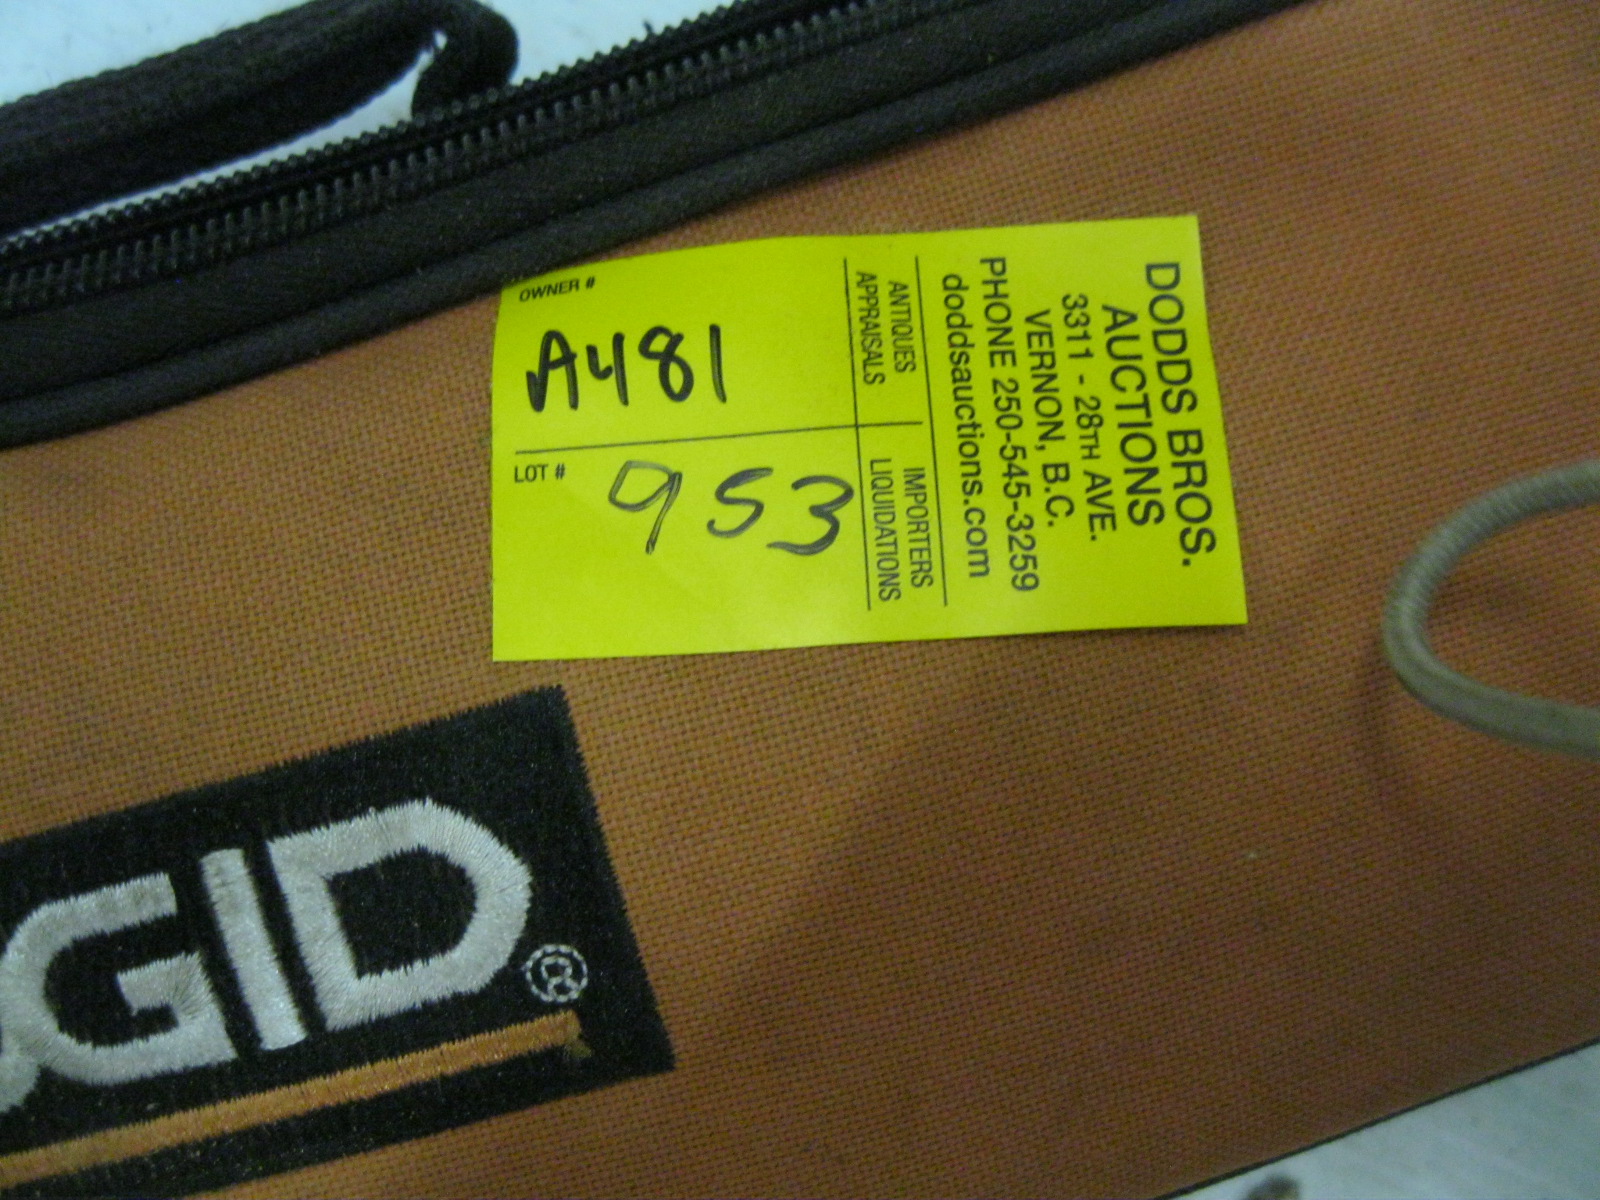 OWNER #
A481
LOT #
953
DODDS BROS.
AUCTIONS
3311 - 28TH AVE.
VERNON, B.C.
PHONE 250-545-3259
doddsauctions.com
ANTIQUES
APPRAISALS
IMPORTERS
LIQUIDATIONS
GID®